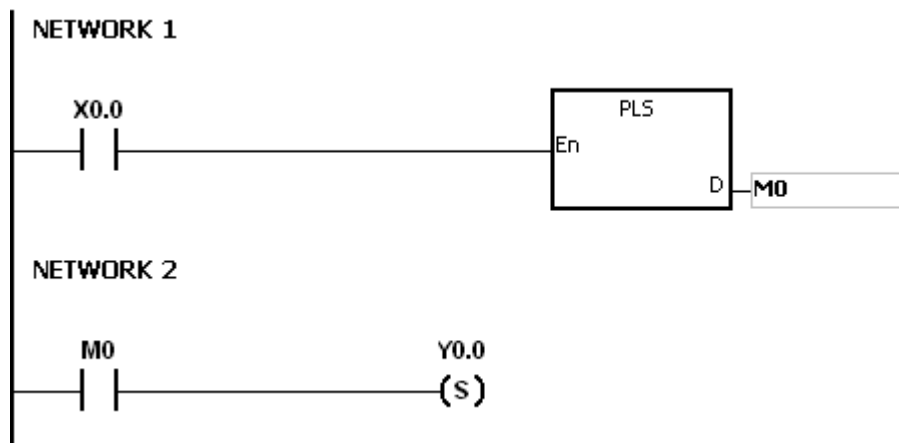 NETWORK 1
X0.0
PLS
En
D
M0
NETWORK 2
M0
Y0.0
(S)